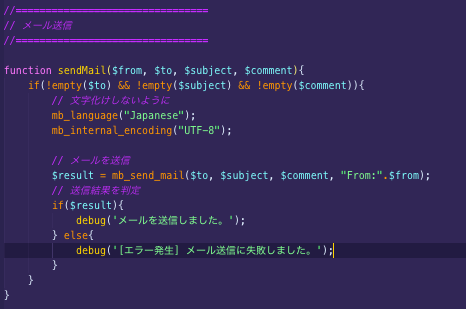 //================================
// メール送信
//================================
function sendMail($from, $to, $subject, $comment){
if(!empty($to) && !empty($subject) && !empty($comment)){
// 文字化けしないように
mb_language("Japanese");
mb_internal_encoding("UTF-8");
// メールを送信
$result = mb_send_mail($to, $subject, $comment, "From:".$from);
// 送信結果を判定
if($result){
debug('メールを送信しました。');
} else{
debug('[エラー発生] メール送信に失敗しました。');
}
}
}